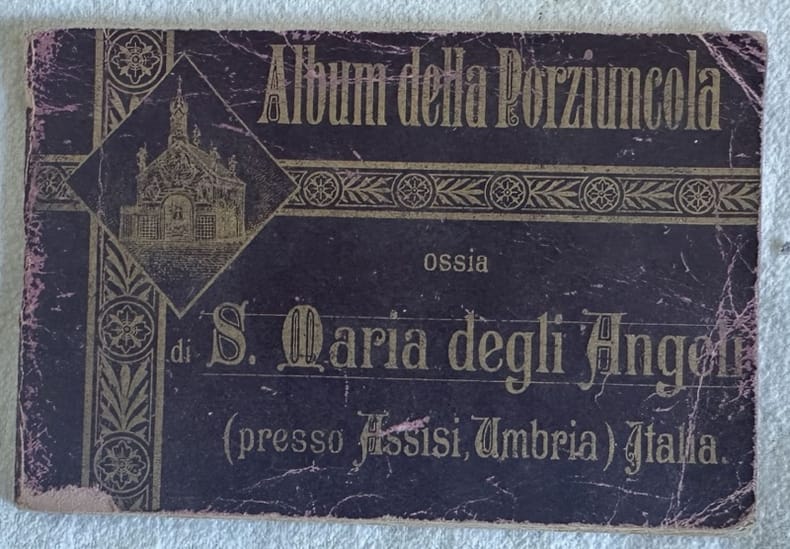 Album della Porziuncola
ossia
di S. Maria degli Angeli
(presso Assisi, Umbria) Italia.